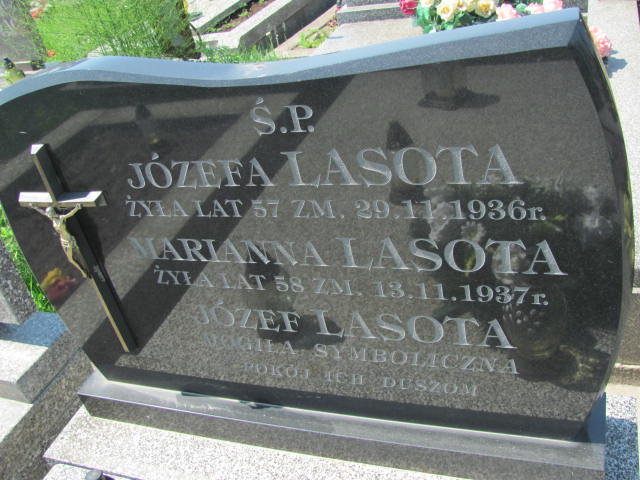 Ś.P.
JÓZEFA LASOTA
ŻYŁA LAT 57 ZM. 29.11.1936r.
MARIANNA LASOTA
ŻYŁA LAT 58 ZM. 13.11.1937r.
JÓZEF LASOTA
MOGIŁA SYMBOLICZNA
POKÓJ ICH DUSZOM